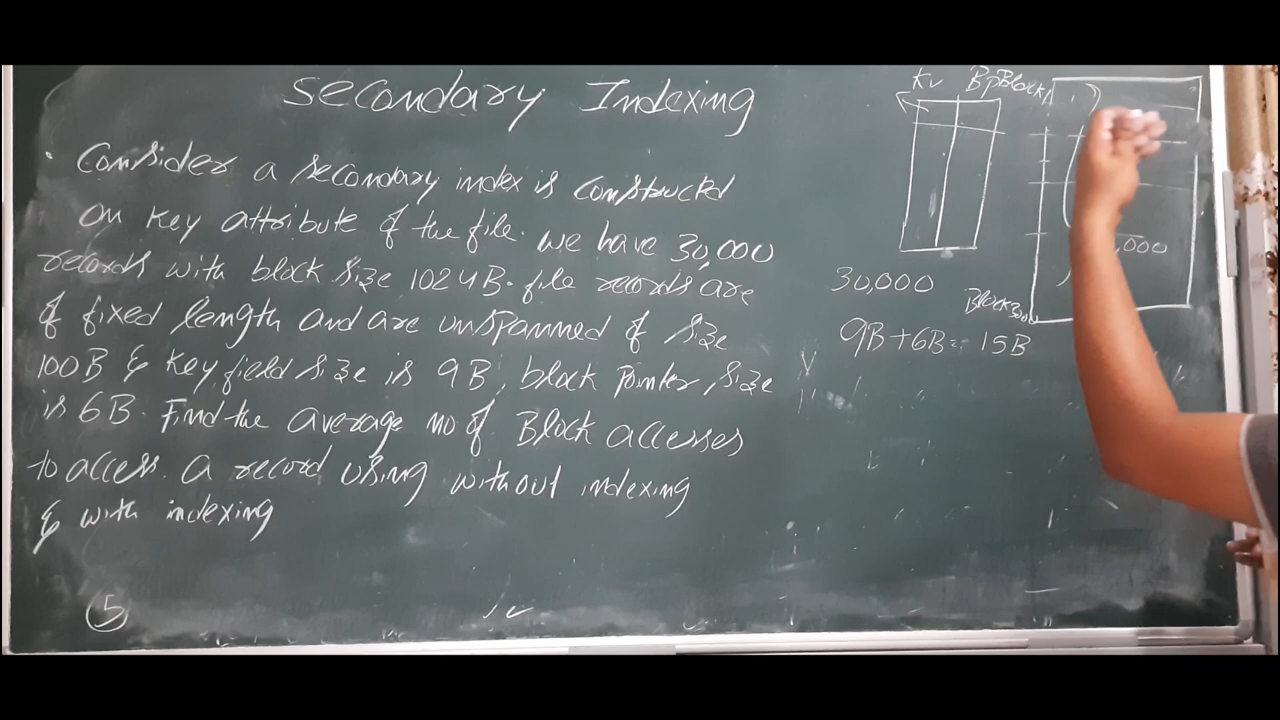 Secondary Indexing
• Consider a secondary index is constructed
on key attribute of the file. we have 30,000
records with block size 1024B. file records are
of fixed length and are unspanned of size
100B & key field size is 9B, block pointer, size
is 6B. Find the average no of Block accesses
to access a record using without indexing
& with indexing
5
Kv Bp
Block1
,000
Block3000
30,000
9B+6B= 15B